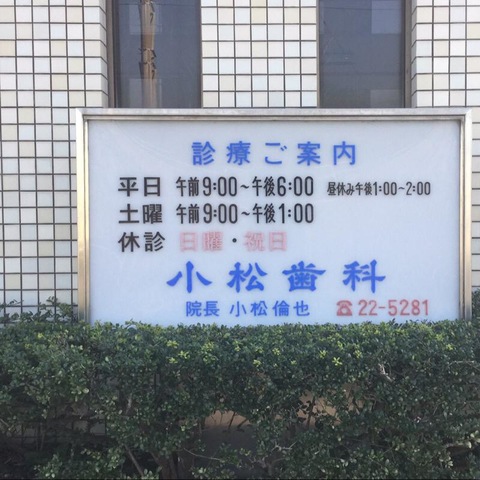 診療ご案内
平日 午前9:00～午後6:00 昼休み午後1:00～2:00
土曜 午前9:00～午後1:00
休診 日曜・祝日
小松歯科
院長 小松倫也 ☎22-5281